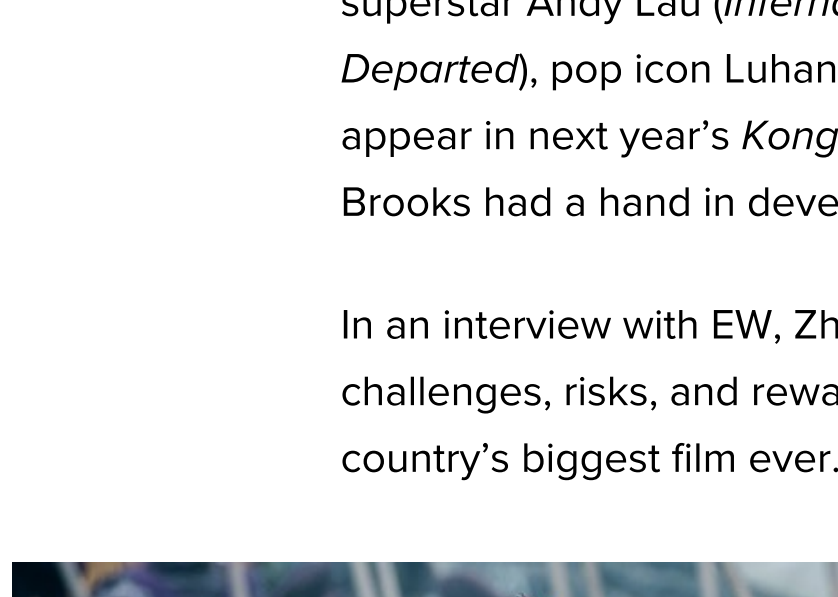 superstar Andy Lau (
Departed), pop icon Luhan
appear in next year’s Kong
Brooks had a hand in deve
In an interview with EW, Zh
challenges, risks, and rewa
country’s biggest film ever.